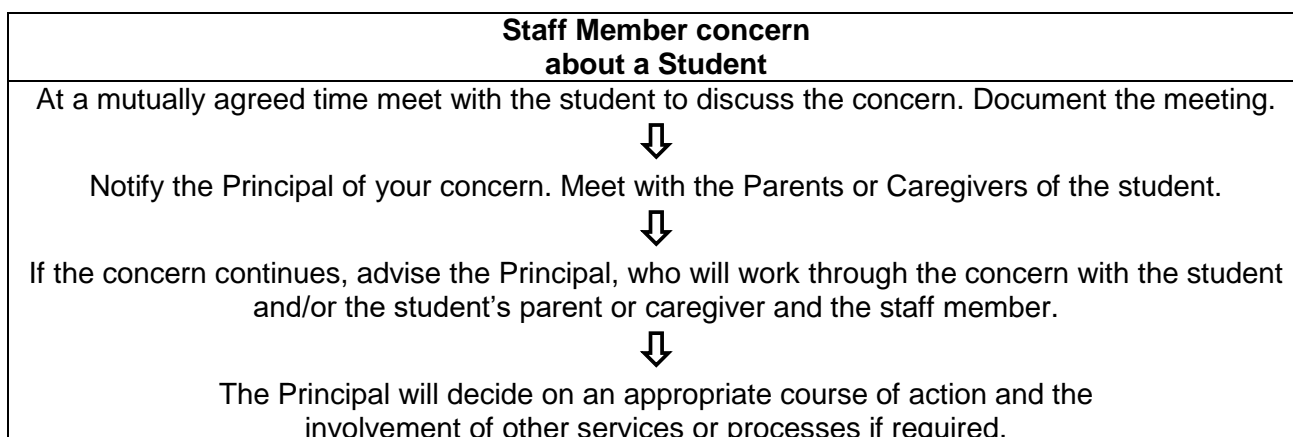 Staff Member concern
about a Student
At a mutually agreed time meet with the student to discuss the concern. Document the meeting.
Notify the Principal of your concern. Meet with the Parents or Caregivers of the student.
If the concern continues, advise the Principal, who will work through the concern with the student
and/or the student’s parent or caregiver and the staff member.
The Principal will decide on an appropriate course of action and the
involvement of other services or processes if required.